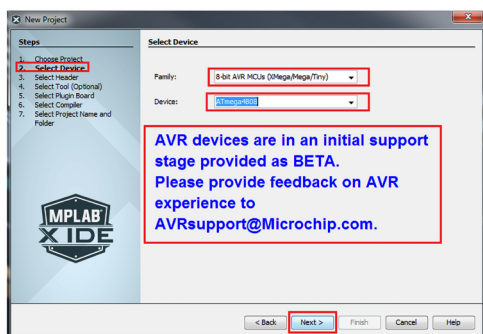 New Project
Steps
1. Choose Project
2. Select Device
3. Select Header
4. Select Tool (Optional)
5. Select Plugin Board
6. Select Compiler
7. Select Project Name and
Folder
MPLAB
X IDE
Select Device
Family: 8-bit AVR MCUs (XMega/Mega/Tiny)
Device: ATmega4808
AVR devices are in an initial support
stage provided as BETA.
Please provide feedback on AVR
experience to
AVRsupport@Microchip.com.
< Back Next > Finish Cancel Help